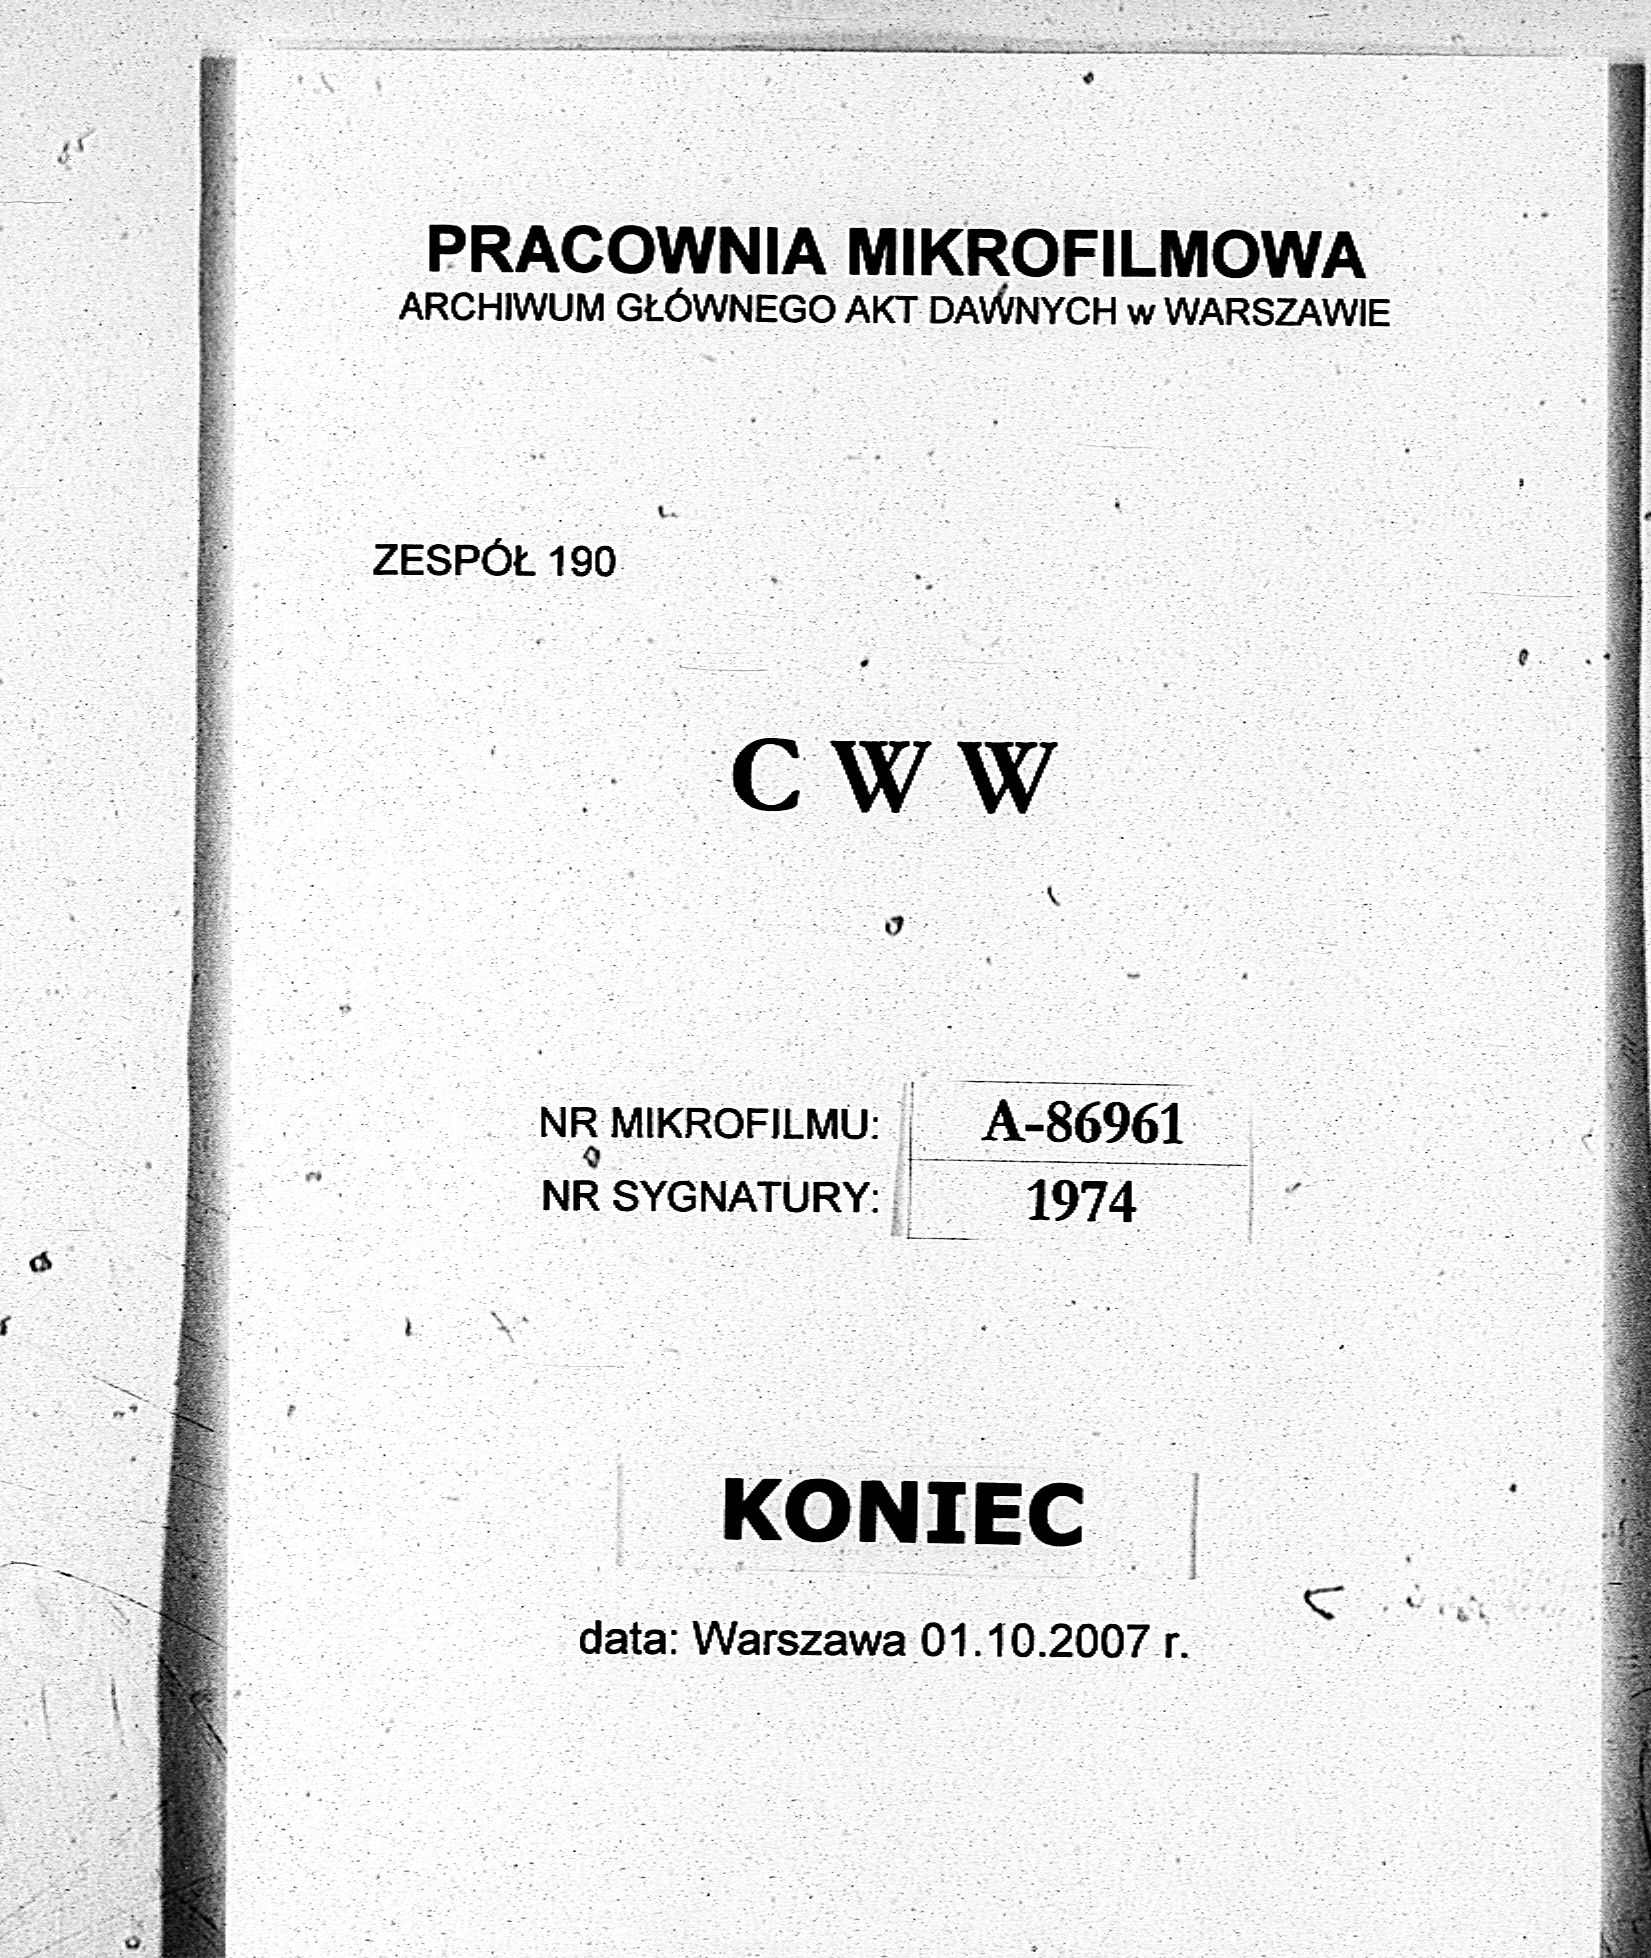 PRACOWNIA MIKROFILMOWA
ARCHIWUM GŁÓWNEGO AKT DAWNYCH w WARSZAWIE
ZESPÓŁ 190
C W W
NR MIKROFILMU: A-86961
NR SYGNATURY: 1974
KONIEC
data: Warszawa 01.10.2007 r.